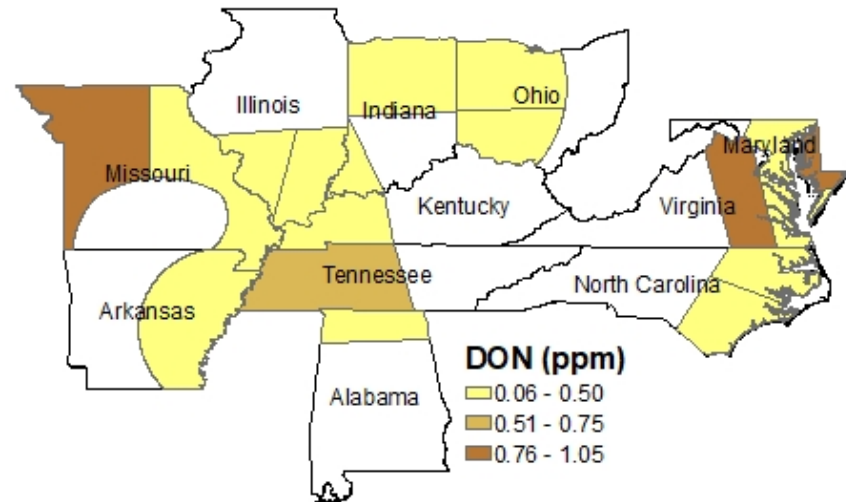 Illinois
Indiana
Ohio
Missouri
Maryland
Kentucky
Virginia
Tennessee
North Carolina
Arkansas
Alabama
DON (ppm)
0.06 - 0.50
0.51 - 0.75
0.76 - 1.05